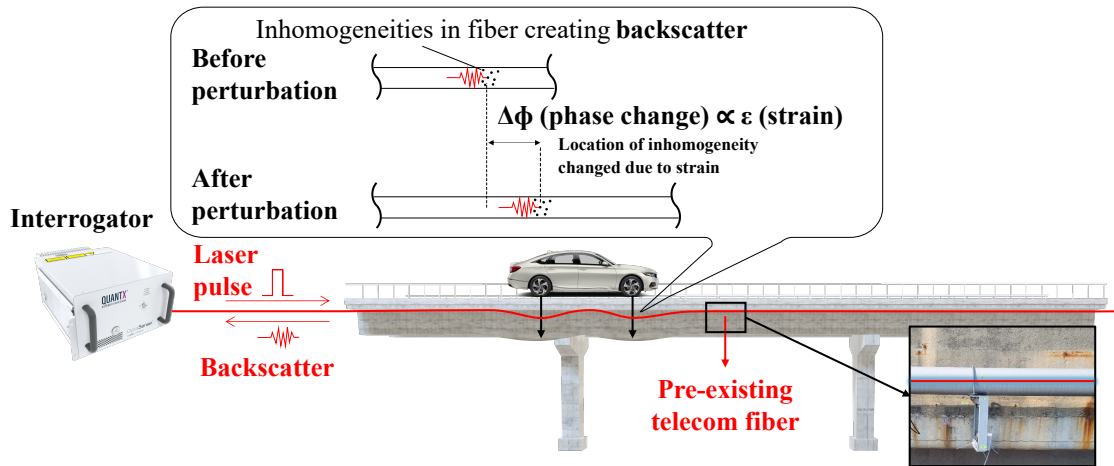 Inhomogeneities in fiber creating backscatter
Before
perturbation
Δϕ (phase change) ∝ ε (strain)
Location of inhomogeneity
changed due to strain
After
perturbation
Interrogator
QUANTX
Laser
pulse
Backscatter
Pre-existing
telecom fiber